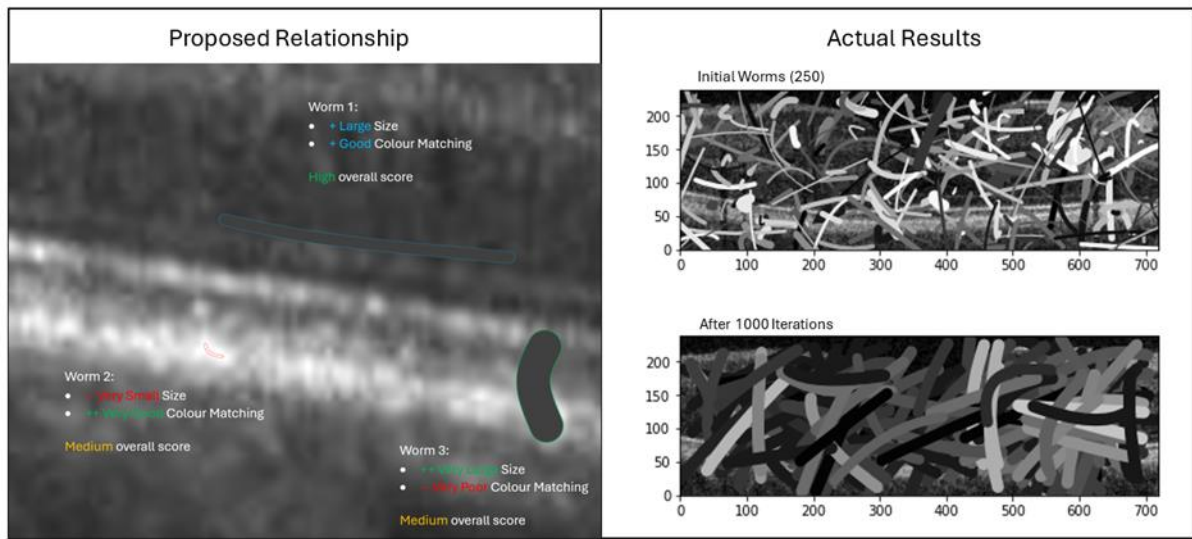 Proposed Relationship
Worm 1:
• + Large Size
• + Good Colour Matching
High overall score
Worm 2:
• - Very Small Size
• ++ Very Good Colour Matching
Medium overall score
Worm 3:
• ++ Very Large Size
• - Very Poor Colour Matching
Medium overall score
Actual Results
Initial Worms (250)
200
150
100
50
0
0 100 200 300 400 500 600 700
After 1000 Iterations
200
150
100
50
0
0 100 200 300 400 500 600 700